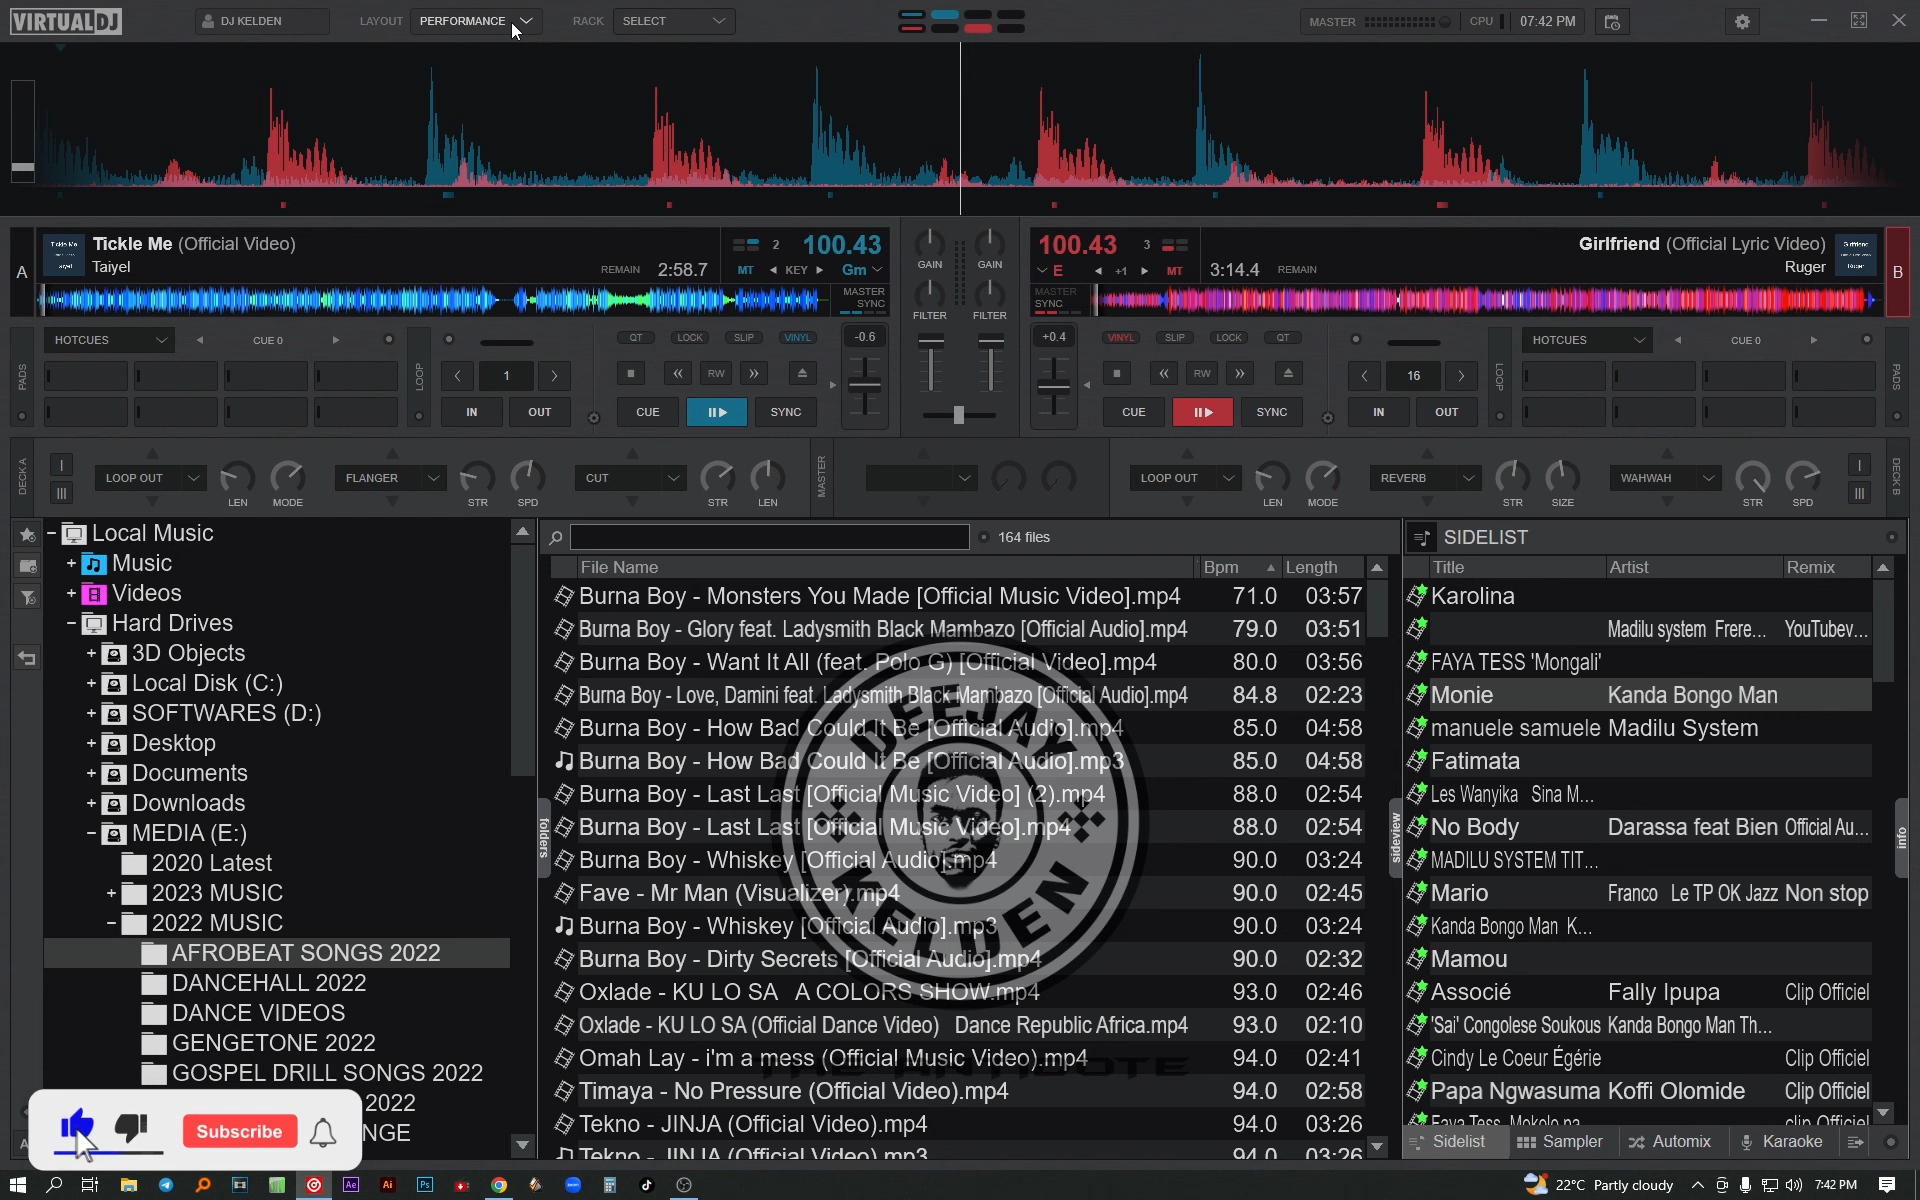 VIRTUALDJ
DJ KELDEN
LAYOUT PERFORMANCE
RACK SELECT
MASTER
CPU
07:42 PM
A
Tickle Me (Official Video)
Taiyel
REMAIN 2:58.7
2 100.43
MT KEY Gm
MASTER
SYNC
GAIN GAIN
FILTER FILTER
100.43 3
E +1 MT
3:14.4 REMAIN
Girlfriend (Official Lyric Video)
Ruger
B
MASTER
SYNC
PADS
HOTCUES CUE 0
LOOP
1
IN OUT
QT LOCK SLIP VINYL
RW
CUE SYNC
-0.6
+0.4
VINYL SLIP LOCK QT
RW
CUE SYNC
16
IN OUT
LOOP
HOTCUES CUE 0
PADS
DECK A
LOOP OUT LEN MODE
FLANGER STR SPD
CUT STR LEN
MASTER
LOOP OUT LEN MODE
REVERB STR SIZE
WAHWAH STR SPD
DECK B
Local Music
Music
Videos
Hard Drives
3D Objects
Local Disk (C:)
SOFTWARES (D:)
Desktop
Documents
Downloads
MEDIA (E:)
2020 Latest
2023 MUSIC
2022 MUSIC
AFROBEAT SONGS 2022
DANCEHALL 2022
DANCE VIDEOS
GENGETONE 2022
GOSPEL DRILL SONGS 2022
2022
NGE
Subscribe
folders
164 files
File Name Bpm Length
Burna Boy - Monsters You Made [Official Music Video].mp4 71.0 03:57
Burna Boy - Glory feat. Ladysmith Black Mambazo [Official Audio].mp4 79.0 03:51
Burna Boy - Want It All (feat. Polo G) [Official Video].mp4 80.0 03:56
Burna Boy - Love, Damini feat. Ladysmith Black Mambazo [Official Audio].mp4 84.8 02:23
Burna Boy - How Bad Could It Be [Official Audio].mp4 85.0 04:58
Burna Boy - How Bad Could It Be [Official Audio].mp3 85.0 04:58
Burna Boy - Last Last [Official Music Video] (2).mp4 88.0 02:54
Burna Boy - Last Last [Official Music Video].mp4 88.0 02:54
Burna Boy - Whiskey [Official Audio].mp4 90.0 03:24
Fave - Mr Man (Visualizer).mp4 90.0 02:45
Burna Boy - Whiskey [Official Audio].mp3 90.0 03:24
Burna Boy - Dirty Secrets [Official Audio].mp4 90.0 02:32
Oxlade - KU LO SA A COLORS SHOW.mp4 93.0 02:46
Oxlade - KU LO SA (Official Dance Video) Dance Republic Africa.mp4 93.0 02:10
Omah Lay - i'm a mess (Official Music Video).mp4 94.0 02:41
Timaya - No Pressure (Official Video).mp4 94.0 02:58
Tekno - JINJA (Official Video).mp4 94.0 03:26
Tekno - JINJA (Official Video).mp3 94.0 03:26
DEEJAY
KELDEN
THE ANTIDOTE
sideview
SIDELIST
Title Artist Remix
Karolina
Madilu system Frere... YouTubev...
FAYA TESS 'Mongali'
Monie Kanda Bongo Man
manuele samuele Madilu System
Fatimata
Les Wanyika Sina M...
No Body Darassa feat Bien Official Au...
MADILU SYSTEM TIT...
Mario Franco Le TP OK Jazz Non stop
Kanda Bongo Man K...
Mamou
Associé Fally Ipupa Clip Officiel
'Sai' Congolese Soukous Kanda Bongo Man Th...
Cindy Le Coeur Égérie Clip Officiel
Papa Ngwasuma Koffi Olomide Clip Officiel
Faya Tess Mokolo na clip Officiel
info
Sidelist Sampler Automix Karaoke
22°C Partly cloudy 7:42 PM